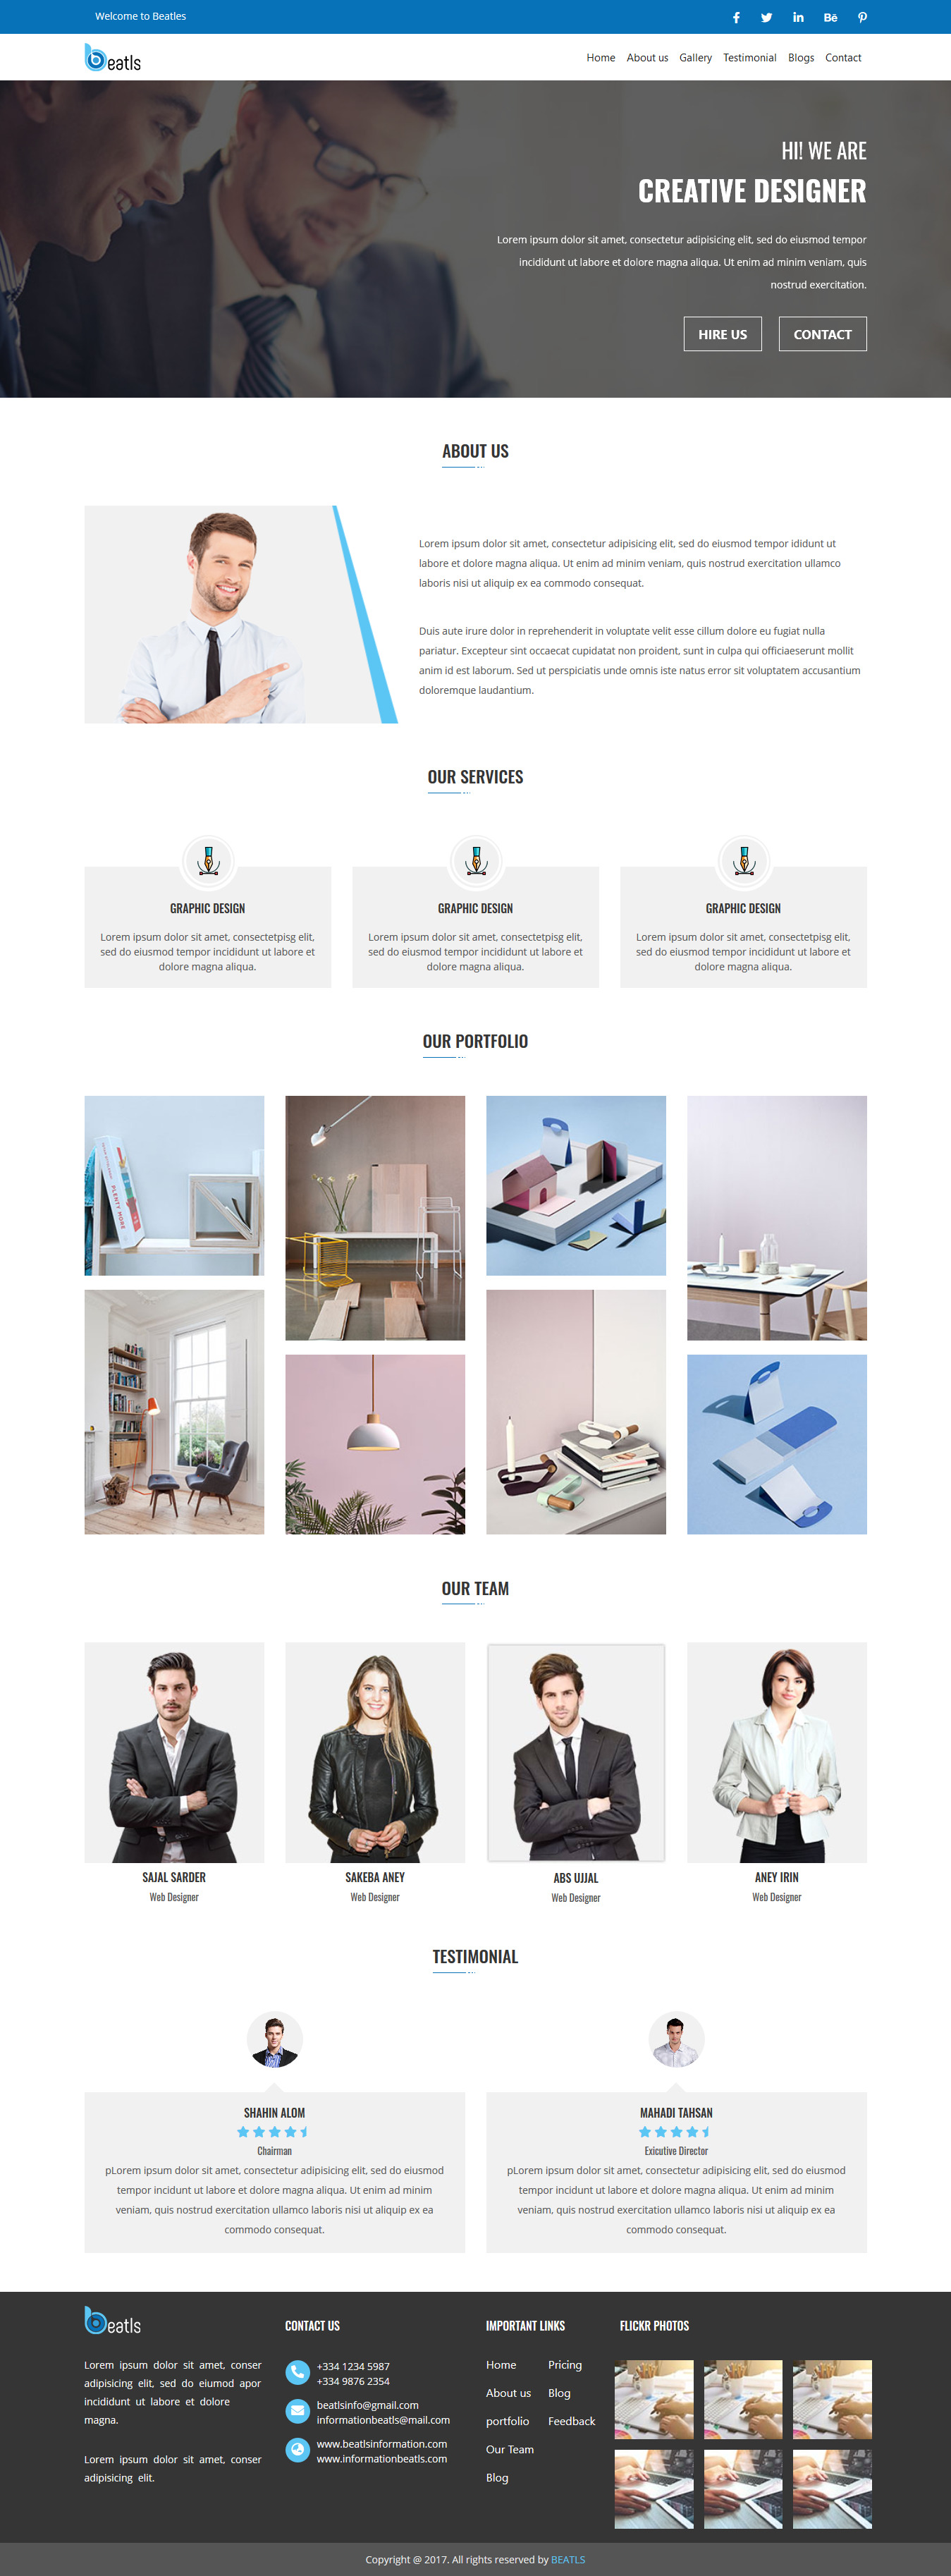 Welcome to Beatles
beatls
Home About us Gallery Testimonial Blogs Contact
HI! WE ARE
CREATIVE DESIGNER
Lorem ipsum dolor sit amet, consectetur adipisicing elit, sed do eiusmod tempor
incididunt ut labore et dolore magna aliqua. Ut enim ad minim veniam, quis
nostrud exercitation.
HIRE US CONTACT
ABOUT US
Lorem ipsum dolor sit amet, consectetur adipisicing elit, sed do eiusmod tempor ididunt ut
labore et dolore magna aliqua. Ut enim ad minim veniam, quis nostrud exercitation ullamco
laboris nisi ut aliquip ex ea commodo consequat.
Duis aute irure dolor in reprehenderit in voluptate velit esse cillum dolore eu fugiat nulla
pariatur. Excepteur sint occaecat cupidatat non proident, sunt in culpa qui officiaeserunt mollit
anim id est laborum. Sed ut perspiciatis unde omnis iste natus error sit voluptatem accusantium
doloremque laudantium.
OUR SERVICES
GRAPHIC DESIGN
Lorem ipsum dolor sit amet, consectetpisg elit,
sed do eiusmod tempor incididunt ut labore et
dolore magna aliqua.
GRAPHIC DESIGN
Lorem ipsum dolor sit amet, consectetpisg elit,
sed do eiusmod tempor incididunt ut labore et
dolore magna aliqua.
GRAPHIC DESIGN
Lorem ipsum dolor sit amet, consectetpisg elit,
sed do eiusmod tempor incididunt ut labore et
dolore magna aliqua.
OUR PORTFOLIO
PLENTY MORE
OUR TEAM
SAJAL SARDER
Web Designer
SAKEBA ANEY
Web Designer
ABS UJJAL
Web Designer
ANEY IRIN
Web Designer
TESTIMONIAL
SHAHIN ALOM
Chairman
pLorem ipsum dolor sit amet, consectetur adipisicing elit, sed do eiusmod
tempor incididunt ut labore et dolore magna aliqua. Ut enim ad minim
veniam, quis nostrud exercitation ullamco laboris nisi ut aliquip ex ea
commodo consequat.
MAHADI TAHSAN
Exicutive Director
pLorem ipsum dolor sit amet, consectetur adipisicing elit, sed do eiusmod
tempor incididunt ut labore et dolore magna aliqua. Ut enim ad minim
veniam, quis nostrud exercitation ullamco laboris nisi ut aliquip ex ea
commodo consequat.
beatls
Lorem ipsum dolor sit amet, conser
adipisicing elit, sed do eiumod apor
incididunt ut labore et dolore
magna.
Lorem ipsum dolor sit amet, conser
adipisicing elit.
CONTACT US
+334 1234 5987
+334 9876 2354
beatlsinfo@gmail.com
informationbeatls@mail.com
www.beatlsinformation.com
www.informationbeatls.com
IMPORTANT LINKS
Home Pricing
About us Blog
portfolio Feedback
Our Team
Blog
FLICKR PHOTOS
Copyright @ 2017. All rights reserved by BEATLS